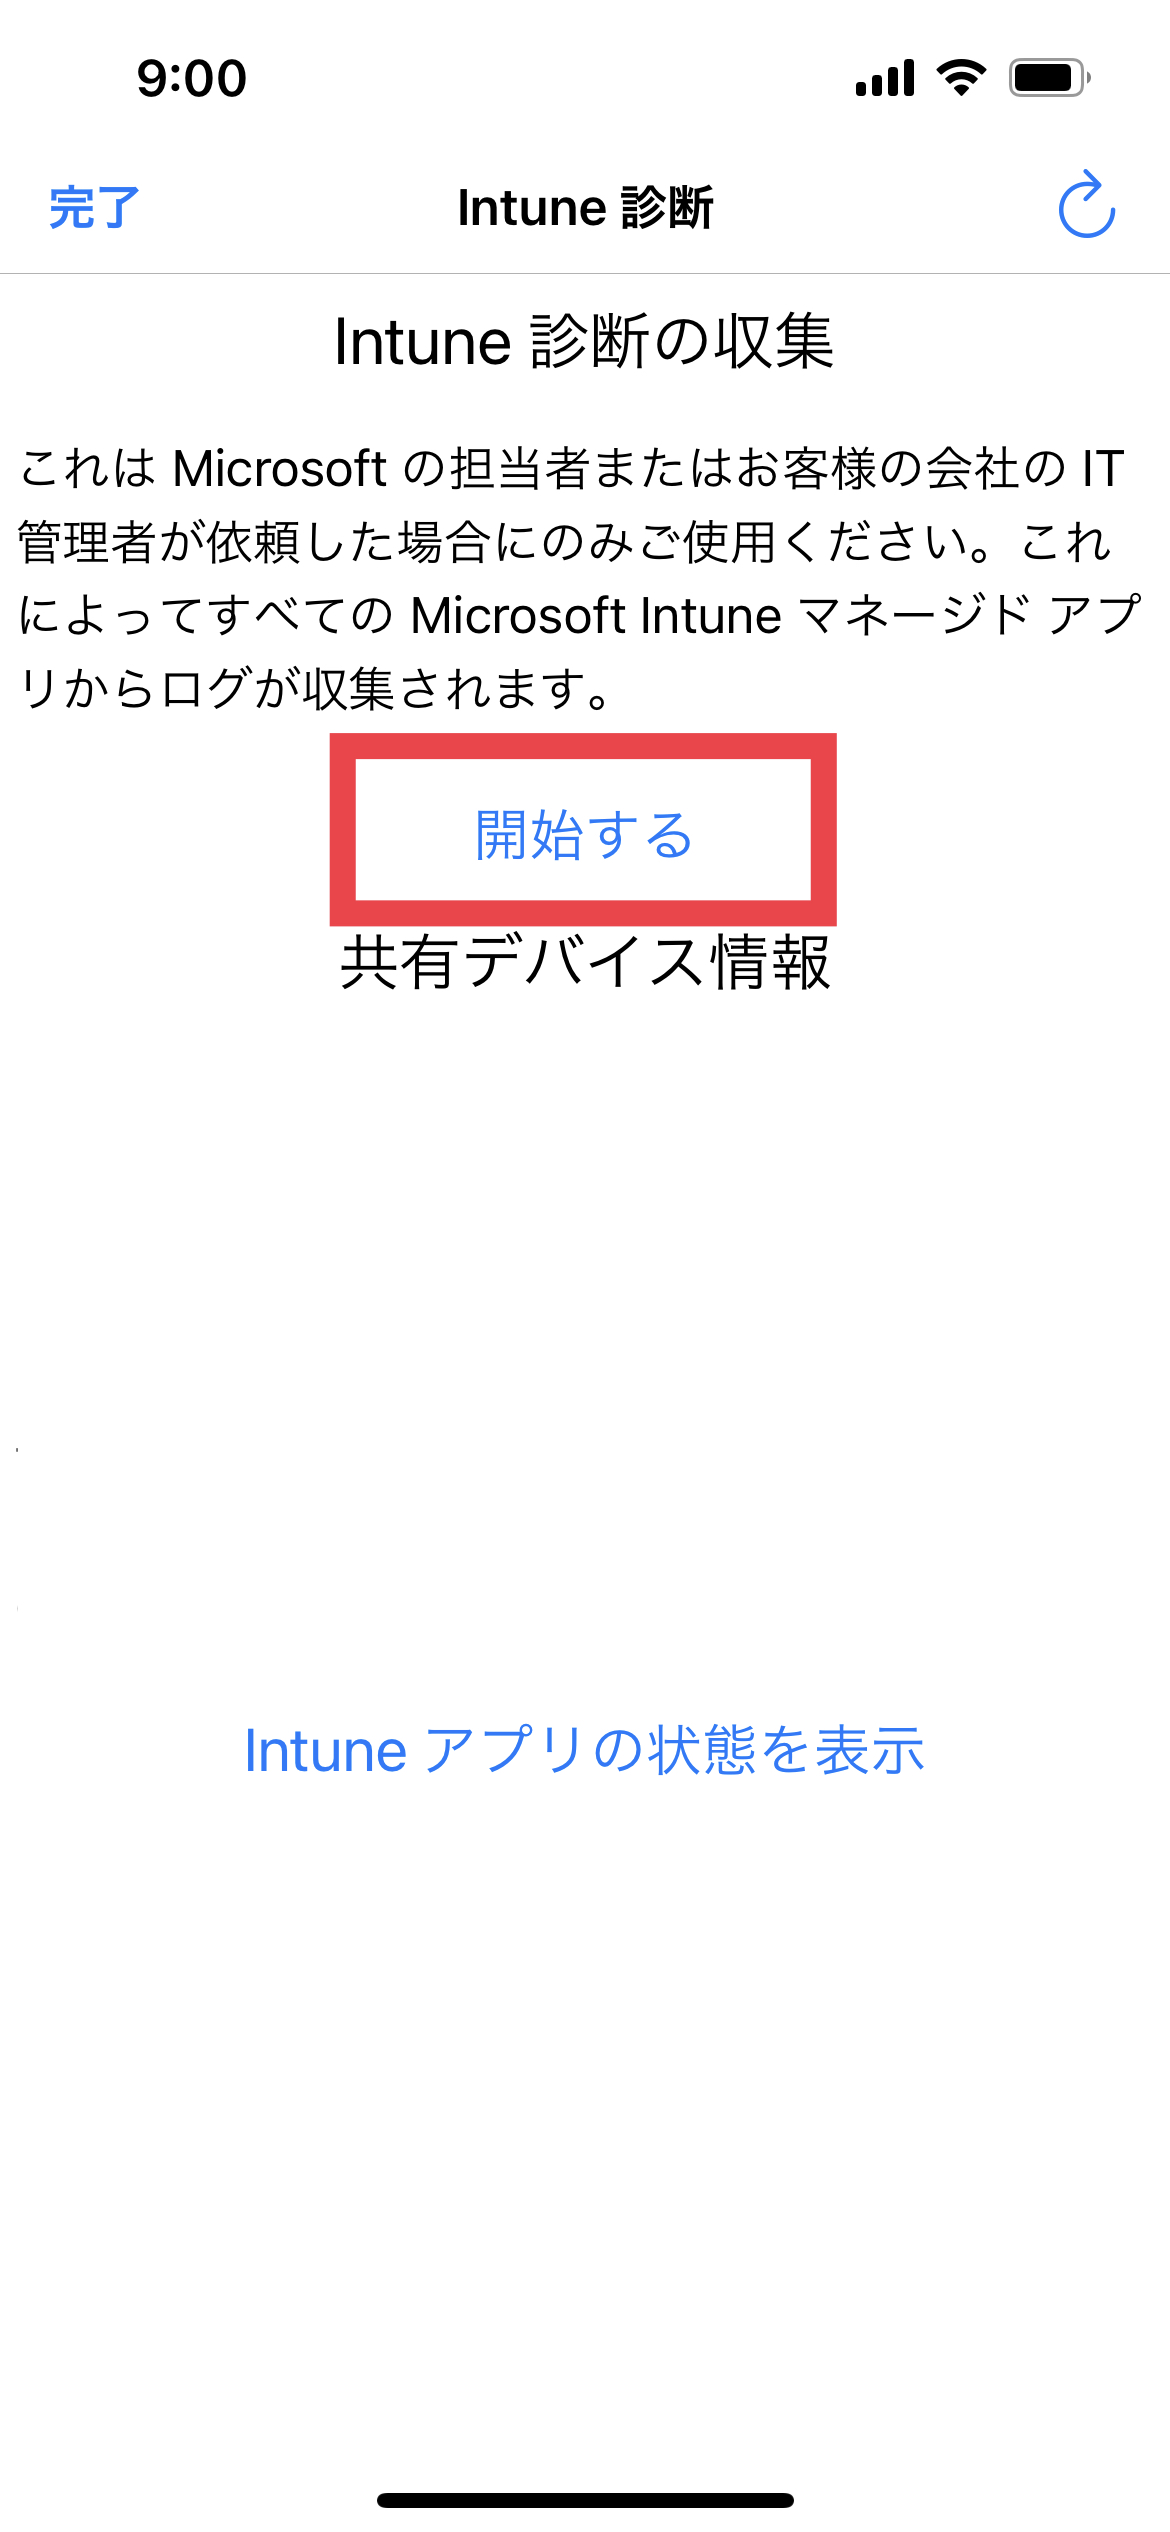 9:00
完了
Intune 診断
Intune 診断の収集
これは Microsoft の担当者またはお客様の会社の IT
管理者が依頼した場合にのみご使用ください。これ
によってすべての Microsoft Intune マネージド アプ
リからログが収集されます。
開始する
共有デバイス情報
Intune アプリの状態を表示